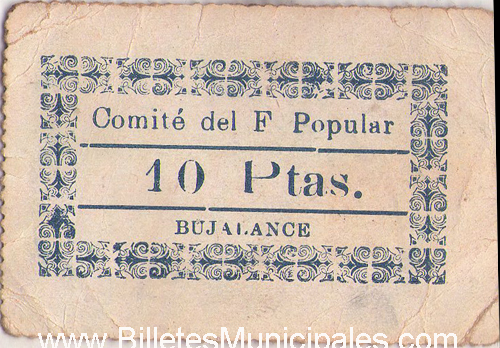 Comité del F Popular
10 Ptas.
BUJALANCE
www.BilletesMunicipales.com